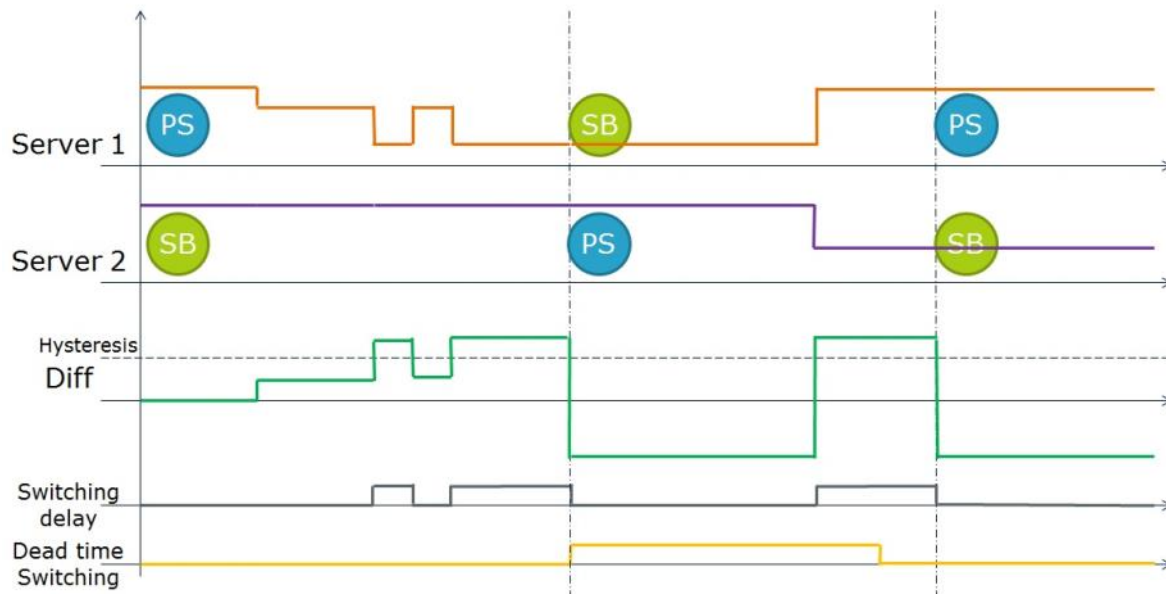 PS
SB
PS
Server 1
SB
PS
SB
Server 2
Hysteresis
Diff
Switching
delay
Dead time
Switching